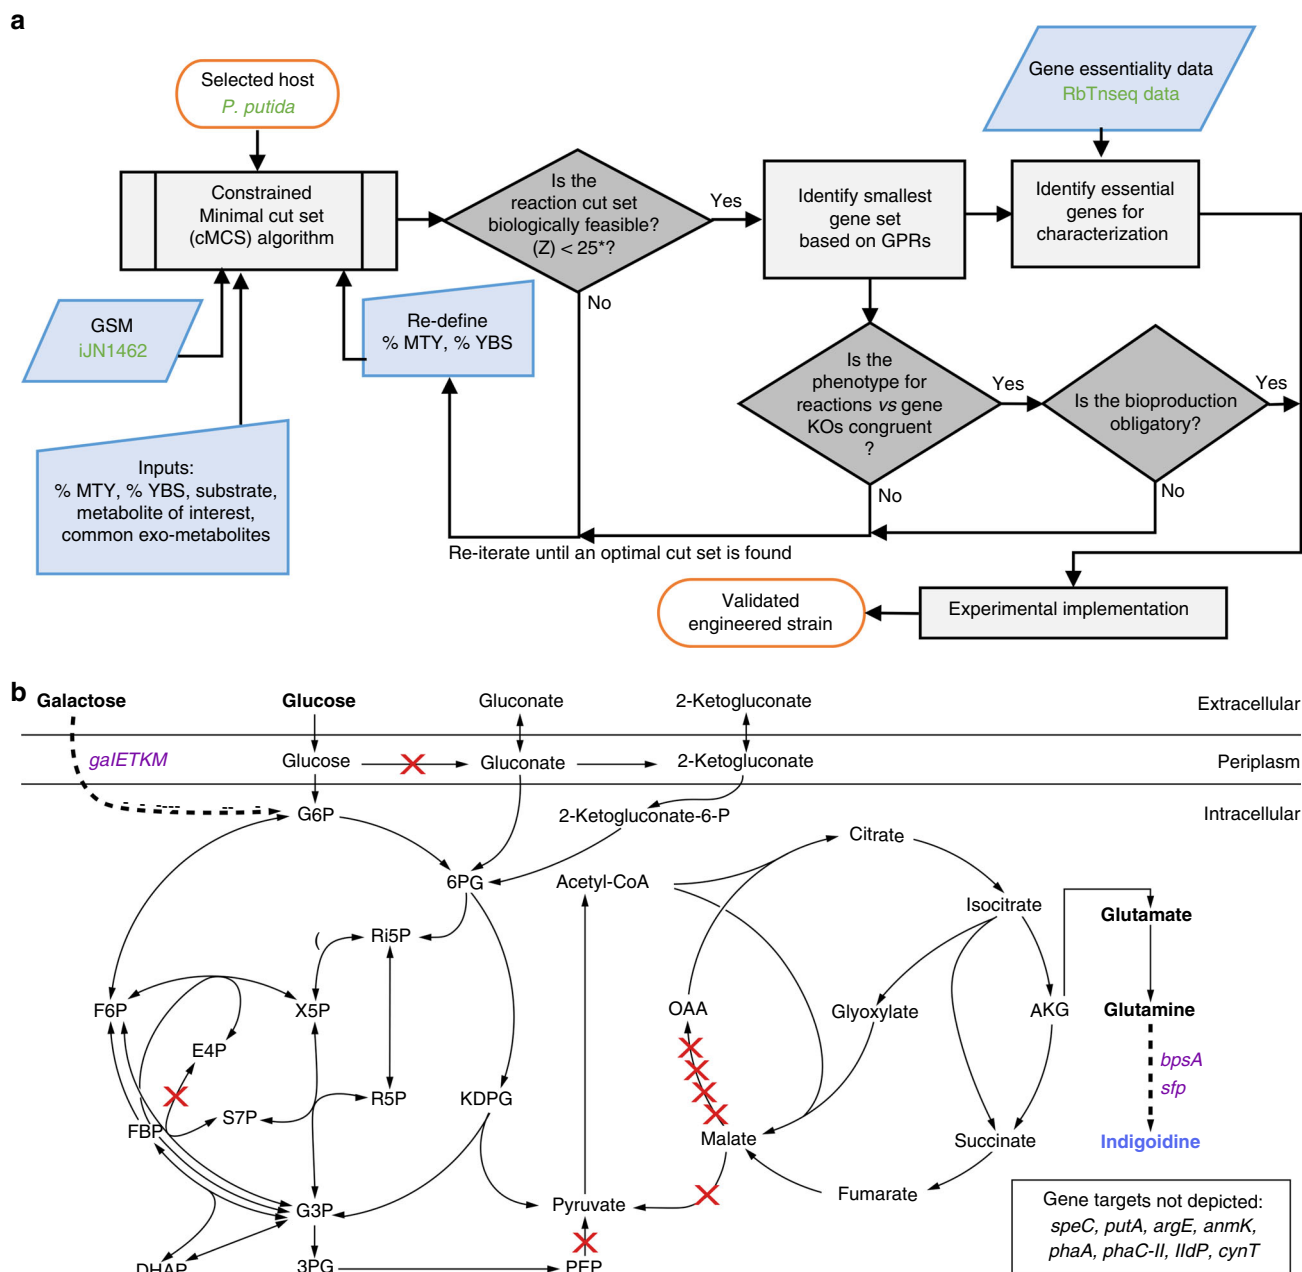 a
Selected host
P. putida
Gene essentiality data
RbTnseq data
Constrained
Minimal cut set
(cMCS) algorithm
Is the
reaction cut set
biologically feasible?
(Z) < 25*?
Yes
No
Identify smallest
gene set
based on GPRs
Identify essential
genes for
characterization
GSM
iJN1462
Re-define
% MTY, % YBS
Is the
phenotype for
reactions vs gene
KOs congruent
?
Yes
No
Is the bioproduction
obligatory?
Yes
No
Inputs:
% MTY, % YBS, substrate,
metabolite of interest,
common exo-metabolites
Re-iterate until an optimal cut set is found
Validated
engineered strain
Experimental implementation
b
Galactose
Glucose
Gluconate
2-Ketogluconate
Extracellular
galETKM
Glucose
Gluconate
2-Ketogluconate
Periplasm
G6P
2-Ketogluconate-6-P
Intracellular
Citrate
6PG
Acetyl-CoA
Isocitrate
Glutamate
Ri5P
F6P
X5P
OAA
Glyoxylate
AKG
Glutamine
E4P
bpsA
sfp
S7P
R5P
KDPG
FBP
Malate
Succinate
Indigoidine
Fumarate
G3P
Pyruvate
DHAP
3PG
PEP
Gene targets not depicted:
speC, putA, argE, anmK,
phaA, phaC-II, lldP, cynT